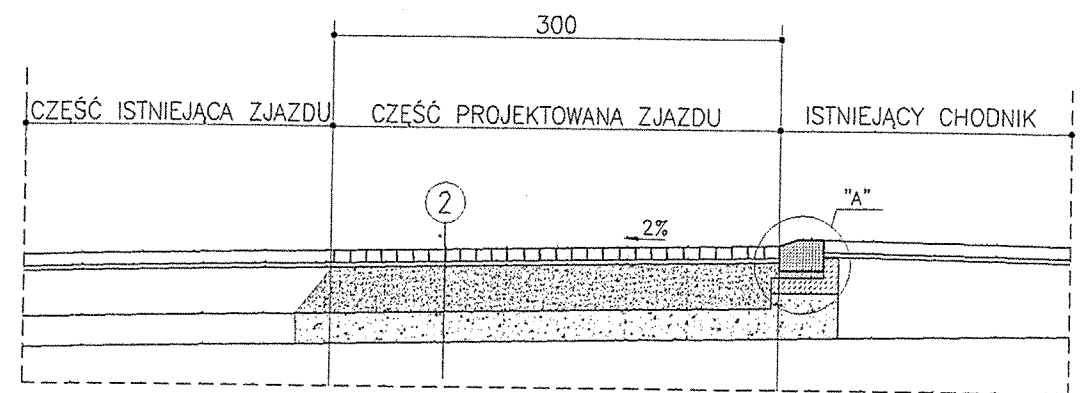 300
CZĘŚĆ ISTNIEJĄCA ZJAZDU CZĘŚĆ PROJEKTOWANA ZJAZDU ISTNIEJĄCY CHODNIK
"A"
2
2%